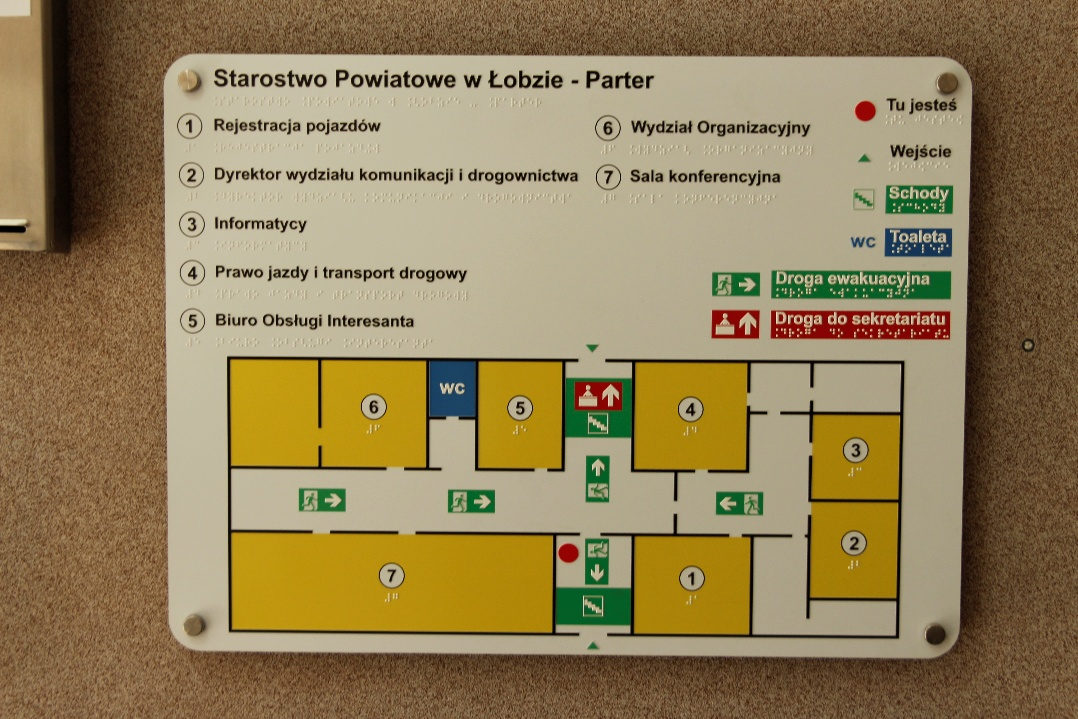 Starostwo Powiatowe w Łobzie - Parter
1 Rejestracja pojazdów
2 Dyrektor wydziału komunikacji i drogownictwa
3 Informatycy
4 Prawo jazdy i transport drogowy
5 Biuro Obsługi Interesanta
6 Wydział Organizacyjny
7 Sala konferencyjna
Tu jesteś
Wejście
Schody
WC Toaleta
Droga ewakuacyjna
Droga do sekretariatu
6
WC
5
4
3
2
7
1